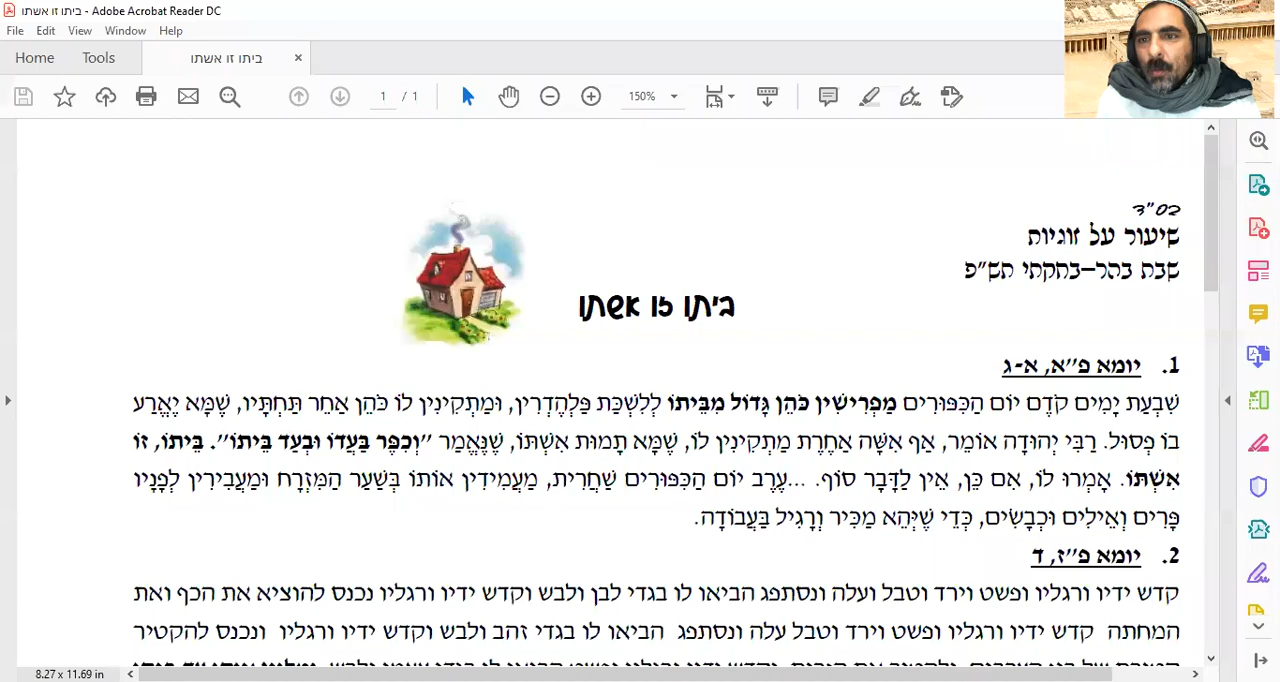 ביתו זו אשתו - Adobe Acrobat Reader DC
File Edit View Window Help
Home Tools ביתו זו אשתו ×
1 / 1 150%
בס"ד
שיעור על זוגיות
שבת בהר-בחקתי תש"פ
ביתו זו אשתו
1. יומא פ"א, א-ג
שִׁבְעַת יָמִים קֹדֶם יוֹם הַכִּפּוּרִים מַפְרִישִׁין כֹּהֵן גָּדוֹל מִבֵּיתוֹ לְלִשְׁכַּת פַּלְהֶדְרִין, וּמַתְקִינִין לוֹ כֹּהֵן אַחֵר תַּחְתָּיו, שֶׁמָּא יֶאֱרַע
בוֹ פְסוּל. רַבִּי יְהוּדָה אוֹמֵר, אַף אִשָּׁה אַחֶרֶת מַתְקִינִין לוֹ, שֶׁמָּא תָמוּת אִשְׁתּוֹ, שֶׁנֶּאֱמַר "וְכִפֶּר בַּעֲדוֹ וּבְעַד בֵּיתוֹ". בֵּיתוֹ, זוֹ
אִשְׁתּוֹ. אָמְרוּ לוֹ, אִם כֵּן, אֵין לַדָּבָר סוֹף. ...עֶרֶב יוֹם הַכִּפּוּרִים שַׁחֲרִית, מַעֲמִידִין אוֹתוֹ בְּשַׁעַר הַמִּזְרָח וּמַעֲבִירִין לְפָנָיו
פָּרִים וְאֵילִים וּכְבָשִׂים, כְּדֵי שֶׁיְּהֵא מַכִּיר וְרָגִיל בַּעֲבוֹדָה.
2. יומא פ"ז, ד
קדש ידיו ורגליו ופשט וירד וטבל ועלה ונסתפג הביאו לו בגדי לבן ולבש וקדש ידיו ורגליו נכנס להוציא את הכף ואת
המחתה קדש ידיו ורגליו ופשט וירד וטבל עלה ונסתפג הביאו לו בגדי זהב ולבש וקדש ידיו ורגליו ונכנס להקטיר
8.27 x 11.69 in